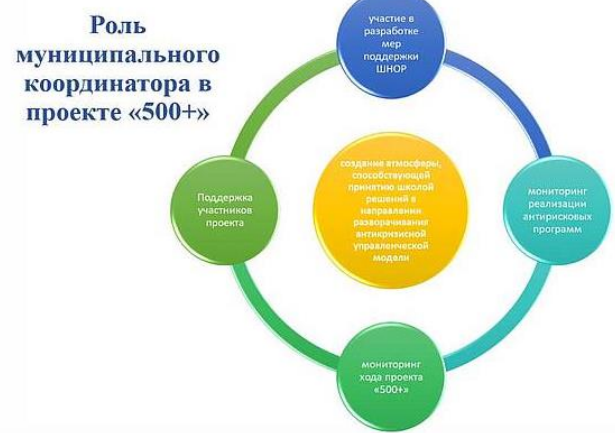 Роль
муниципального
координатора в
проекте «500+»
участие в
разработке
мер
поддержки
ШНОР
мониторинг
реализации
антирисковых
программ
мониторинг
хода проекта
«500+»
Поддержка
участников
проекта
создание атмосферы,
способствующей
принятию школой
решений в
направлении
разворачивания
антикризисной
управленческой
модели